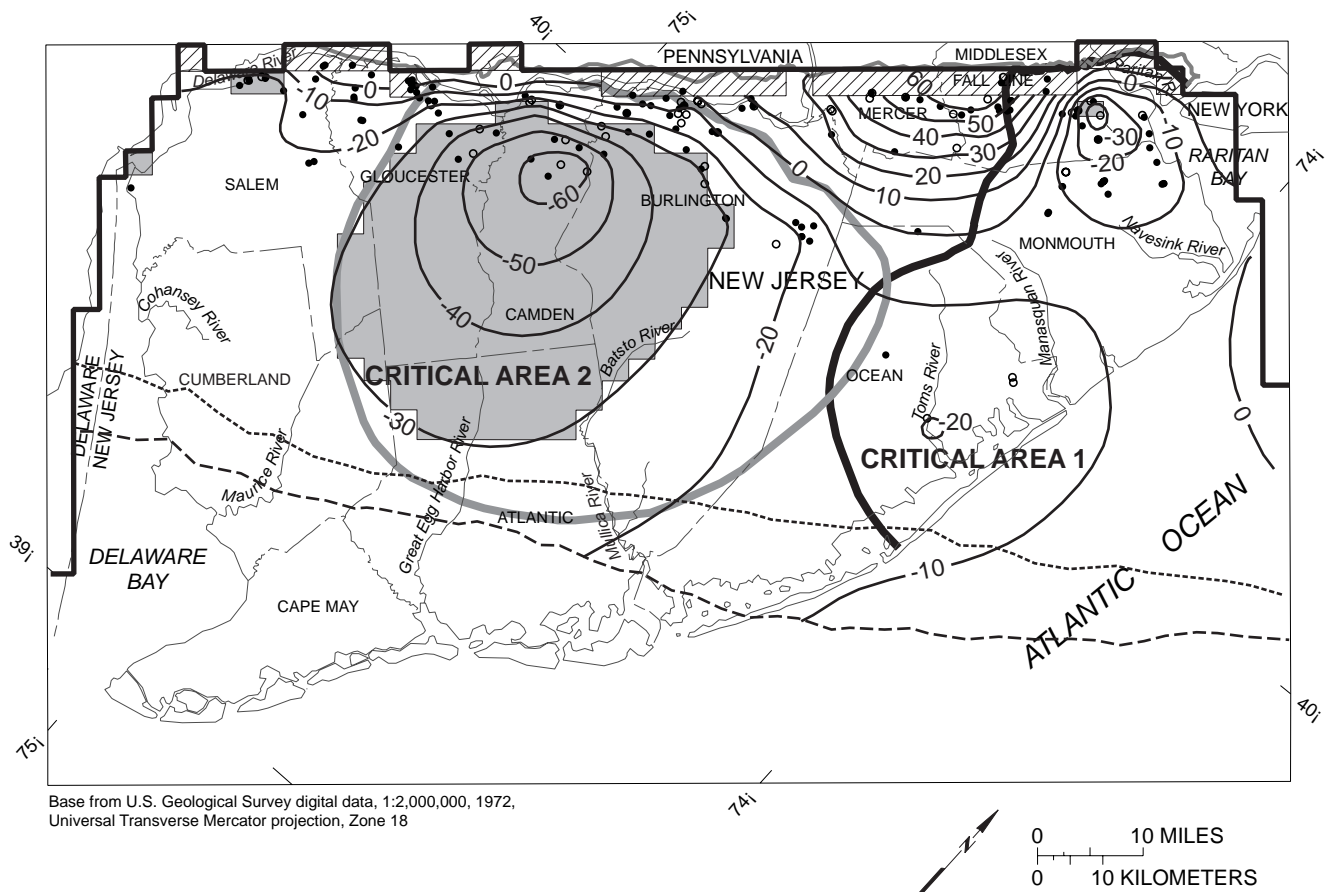 40¡
75¡
PENNSYLVANIA
MIDDLESEX
Delaware River
0
60
FALL LINE
0
Raritan R
-10
0
NEW YORK
MERCER
50
-10
40
-30
-20
30
-20
RARITAN
BAY
74¡
SALEM
GLOUCESTER
0
20
10
-60
BURLINGTON
MONMOUTH
Navesink River
-50
NEW JERSEY
Manasquan River
Cohansey River
-40
CAMDEN
Batsto River
-20
DELAWARE
NEW JERSEY
CUMBERLAND
CRITICAL AREA 2
OCEAN
Toms River
-30
-20
0
CRITICAL AREA 1
Maurice River
Great Egg Harbor River
Mullica River
ATLANTIC
39¡
DELAWARE
BAY
-10
CAPE MAY
ATLANTIC OCEAN
75¡
40¡
74¡
Base from U.S. Geological Survey digital data, 1:2,000,000, 1972,
Universal Transverse Mercator projection, Zone 18
N
0 10 MILES
0 10 KILOMETERS